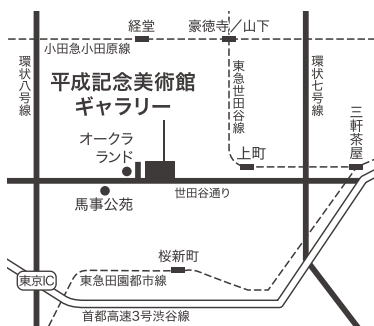 経堂
豪徳寺／山下
小田急小田原線
環状八号線
平成記念美術館
ギャラリー
東急世田谷線
環状七号線
三軒茶屋
オークラ
ランド
上町
世田谷通り
馬事公苑
桜新町
東京IC
東急田園都市線
首都高速3号渋谷線